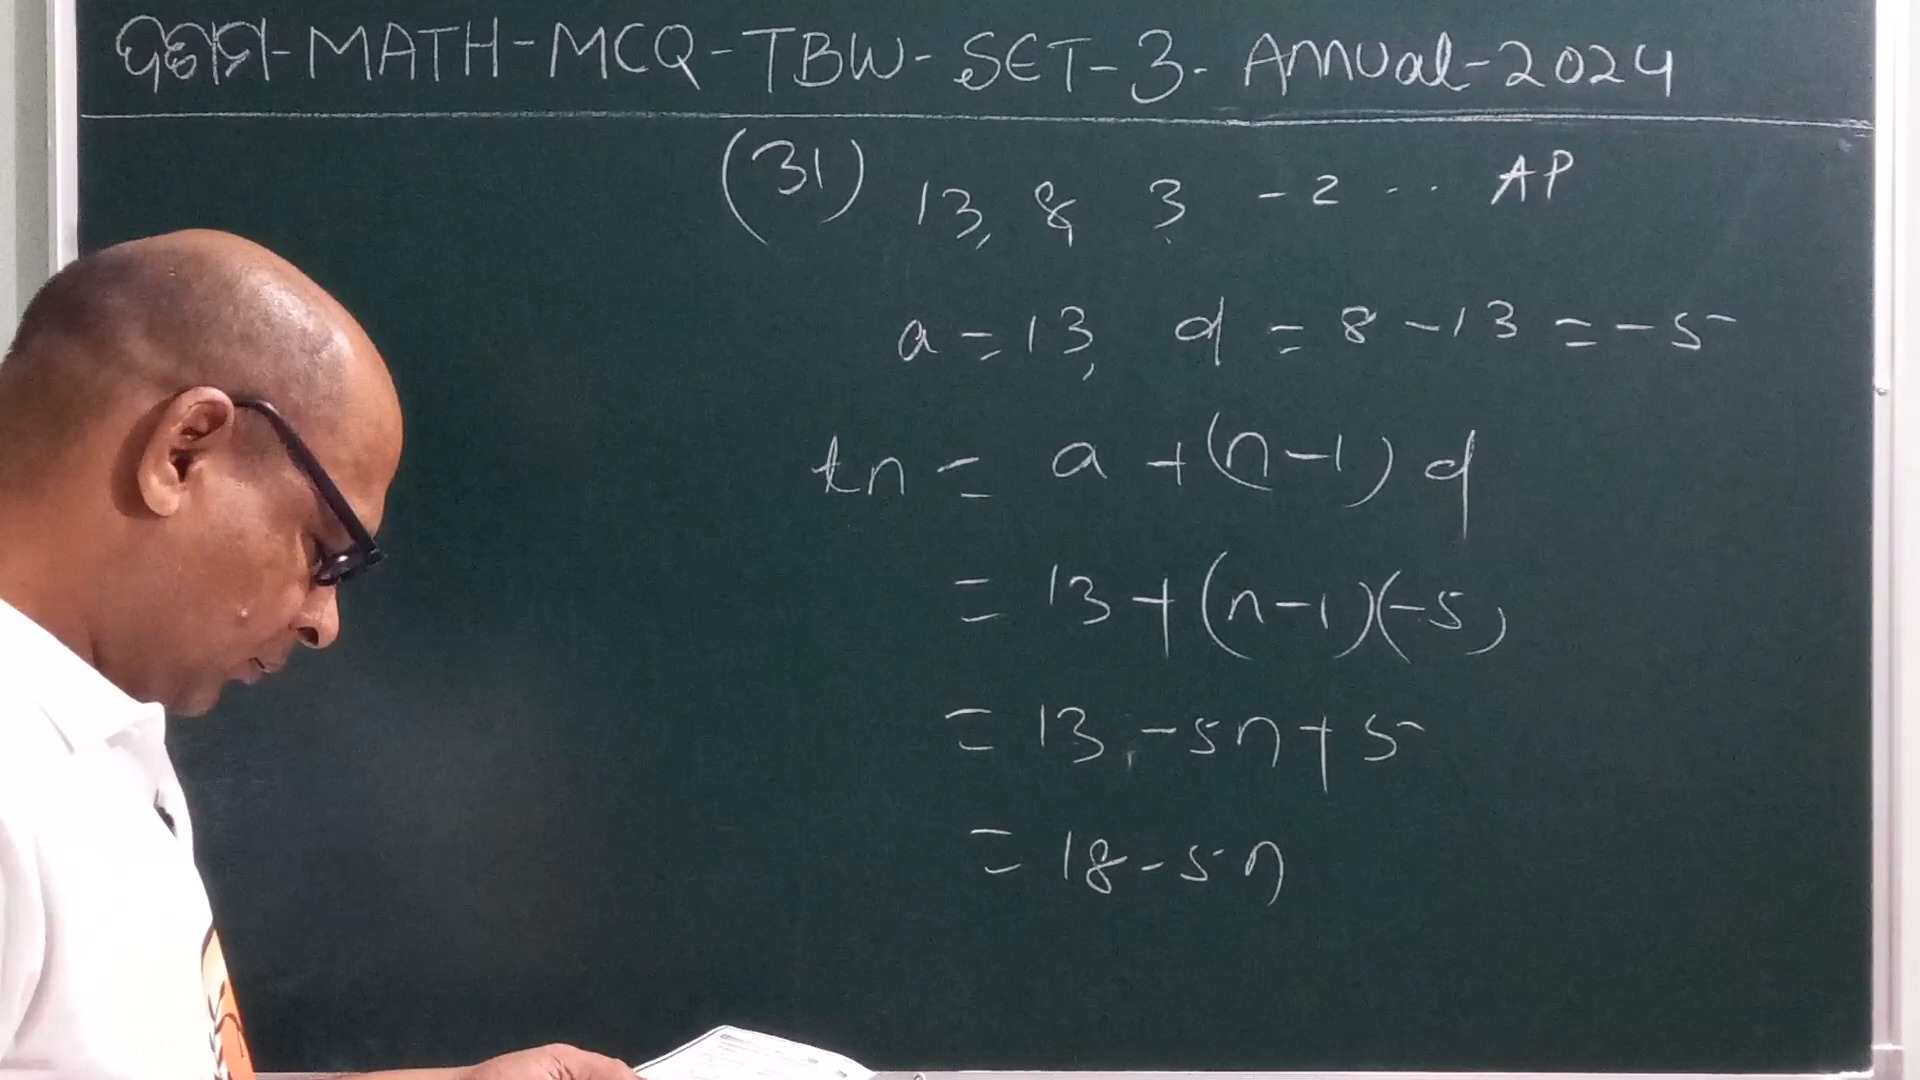 ଦଶମ-MATH-MCQ-TBW-SET-3-Annual-2024
(31) 13, 8 3 -2 .. AP
a = 13, d = 8 - 13 = -5
tn = a + (n-1) d
= 13 + (n-1)(-5)
= 13 - 5n + 5
= 18 - 5n